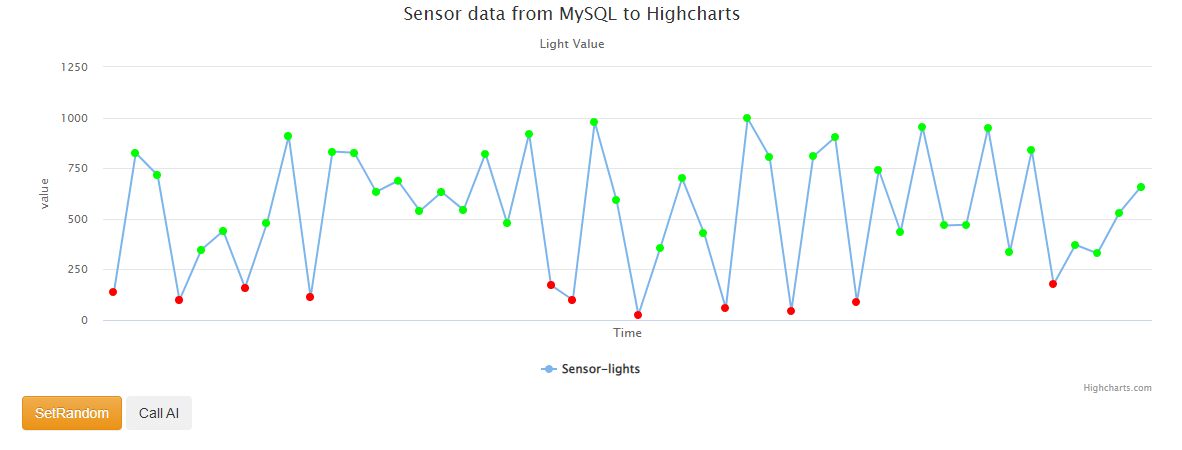 Sensor data from MySQL to Highcharts
Light Value
1250
1000
750
500
250
0
value
Time
Sensor-lights
Highcharts.com
SetRandom
Call AI